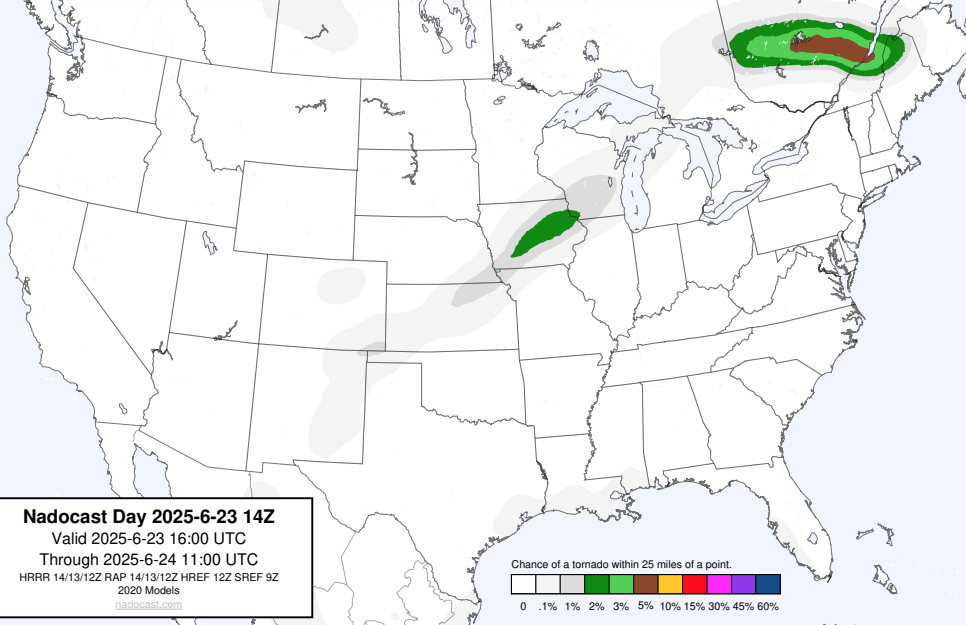 Nadocast Day 2025-6-23 14Z
Valid 2025-6-23 16:00 UTC
Through 2025-6-24 11:00 UTC
HRRR 14/13/12Z RAP 14/13/12Z HREF 12Z SREF 9Z
2020 Models
nadocast.com
Chance of a tornado within 25 miles of a point.
0 .1% 1% 2% 3% 5% 10% 15% 30% 45% 60%